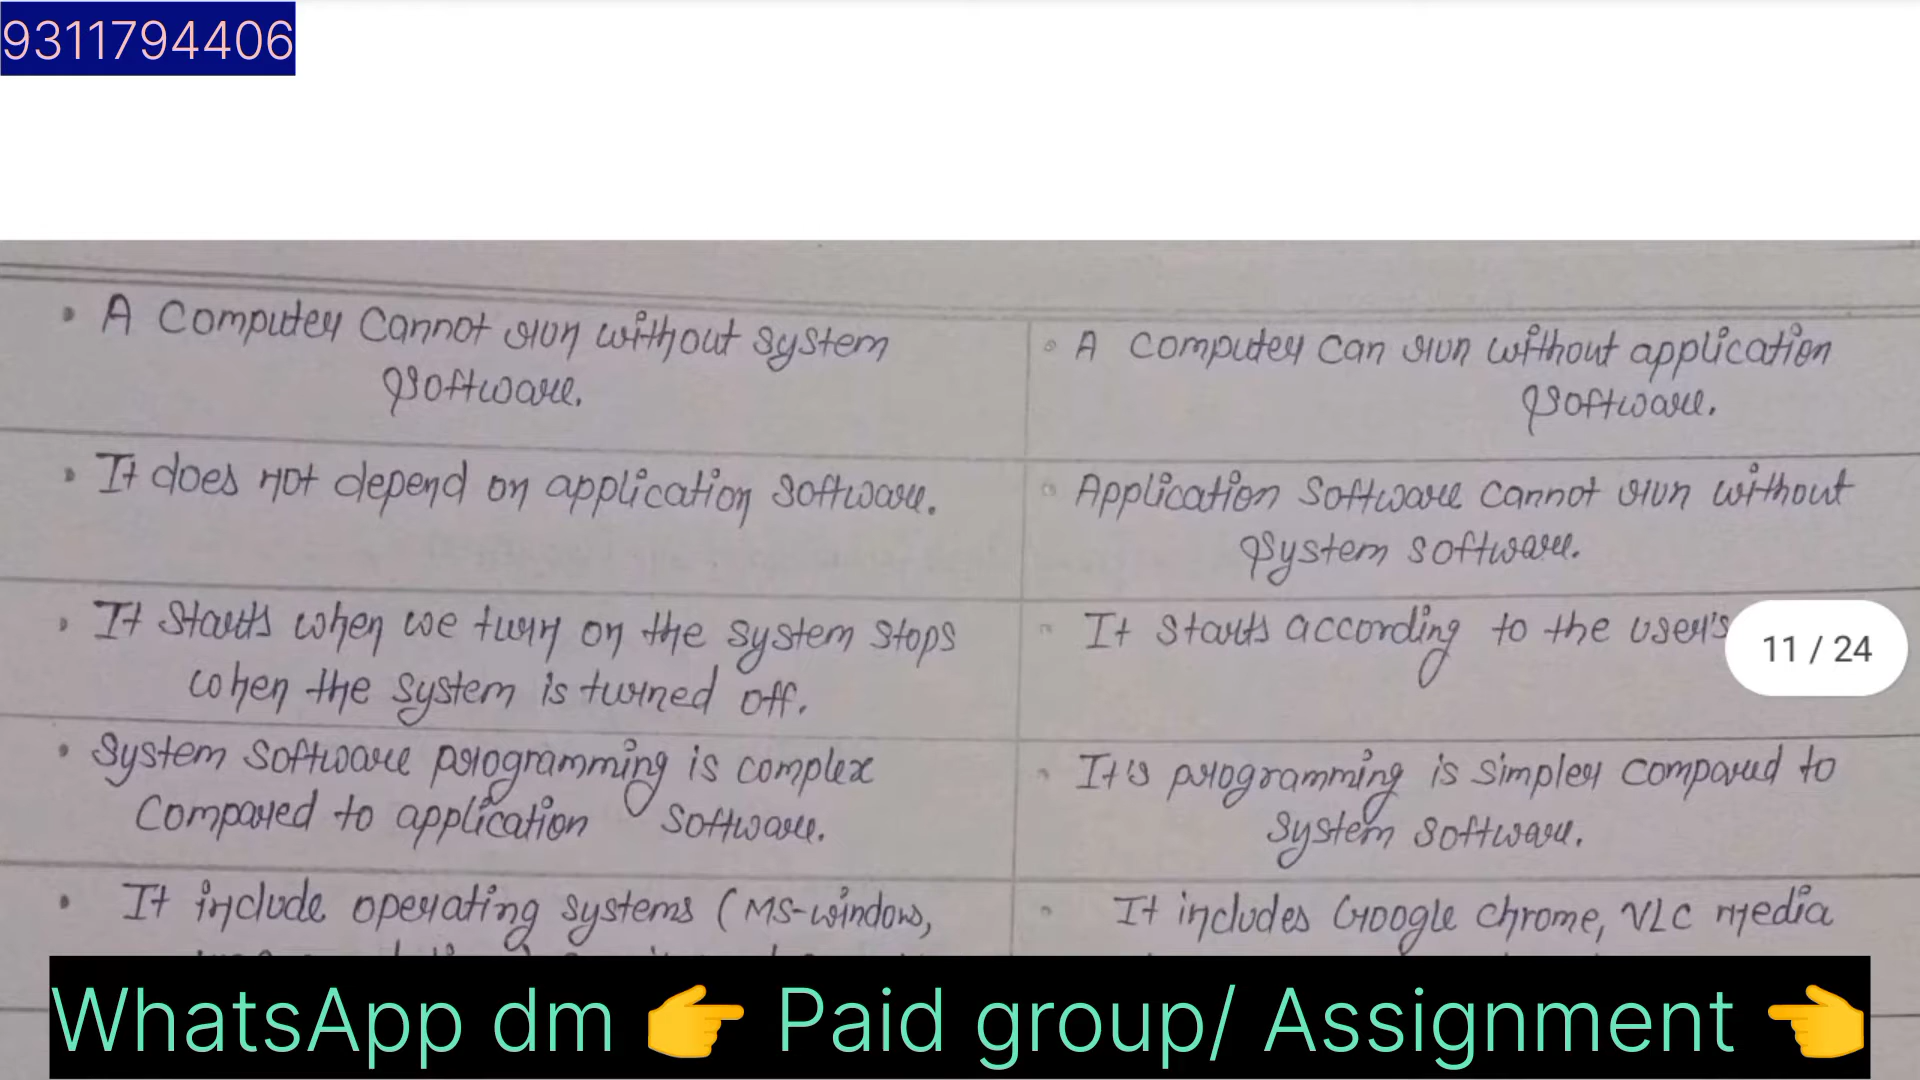 9311794406
• A Computer Cannot run without system
software.
• A computer can run without application
software.
• It does not depend on application software.
• Application Software cannot run without
system software.
• It starts when we turn on the system stops
when the system is turned off.
It starts according to the user's
11 / 24
• System software programming is complex
Compared to application software.
It's programming is simpler compared to
system software.
• It include operating systems (MS-windows,
It includes Google chrome, VLC media
WhatsApp dm 👉 Paid group/ Assignment 👈